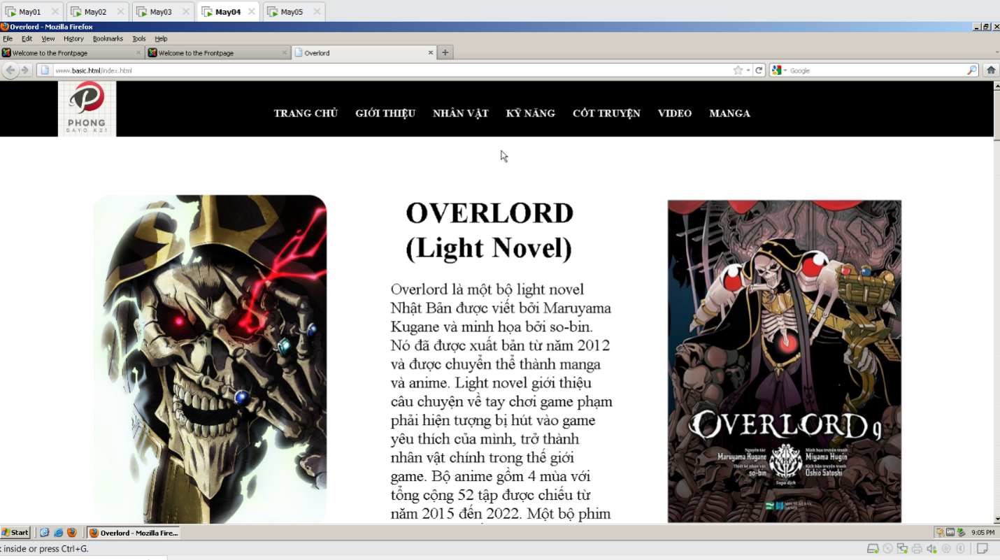 May01 May02 May03 May04 May05
Overlord - Mozilla Firefox
File Edit View History Bookmarks Tools Help
Welcome to the Frontpage Welcome to the Frontpage Overlord
www.basic.html/index.html Google
PHONG
SAYO K21
TRANG CHỦ GIỚI THIỆU NHÂN VẬT KỸ NĂNG CỐT TRUYỆN VIDEO MANGA
OVERLORD
(Light Novel)
Overlord là một bộ light novel
Nhật Bản được viết bởi Maruyama
Kugane và minh họa bởi so-bin.
Nó đã được xuất bản từ năm 2012
và được chuyển thể thành manga
và anime. Light novel giới thiệu
câu chuyện về tay chơi game phạm
phải hiện tượng bị hút vào game
yêu thích của mình, trở thành
nhân vật chính trong thế giới
game. Bộ anime gồm 4 mùa với
tổng cộng 52 tập được chiếu từ
năm 2015 đến 2022. Một bộ phim
OVERLORD 9
Nguyên tác
Maruyama Kugane
Thiết kế nhân vật
so-bin
Minh họa truyện tranh
Miyama Hugin
Kịch bản truyện tranh
Oshio Satoshi
Supa dịch
NHÀ XUẤT BẢN
HÀ NỘI
Start Overlord - Mozilla Fire... 9:05 PM
inside or press Ctrl+G.